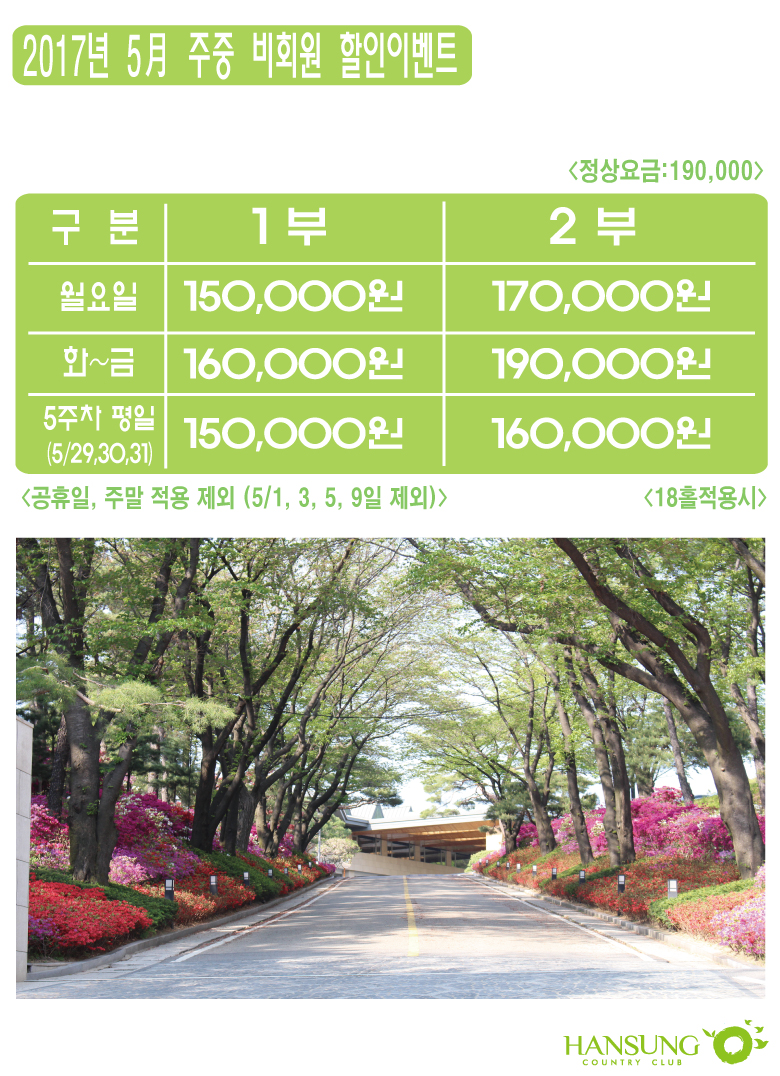 2017년 5月 주중 비회원 할인이벤트
<정상요금:190,000>
구 분 1 부 2 부
월요일 150,000원 170,000원
화~금 160,000원 190,000원
5주차 평일
(5/29,30,31) 150,000원 160,000원
<공휴일, 주말 적용 제외 (5/1, 3, 5, 9일 제외)> <18홀적용시>
HANSUNG
COUNTRY CLUB